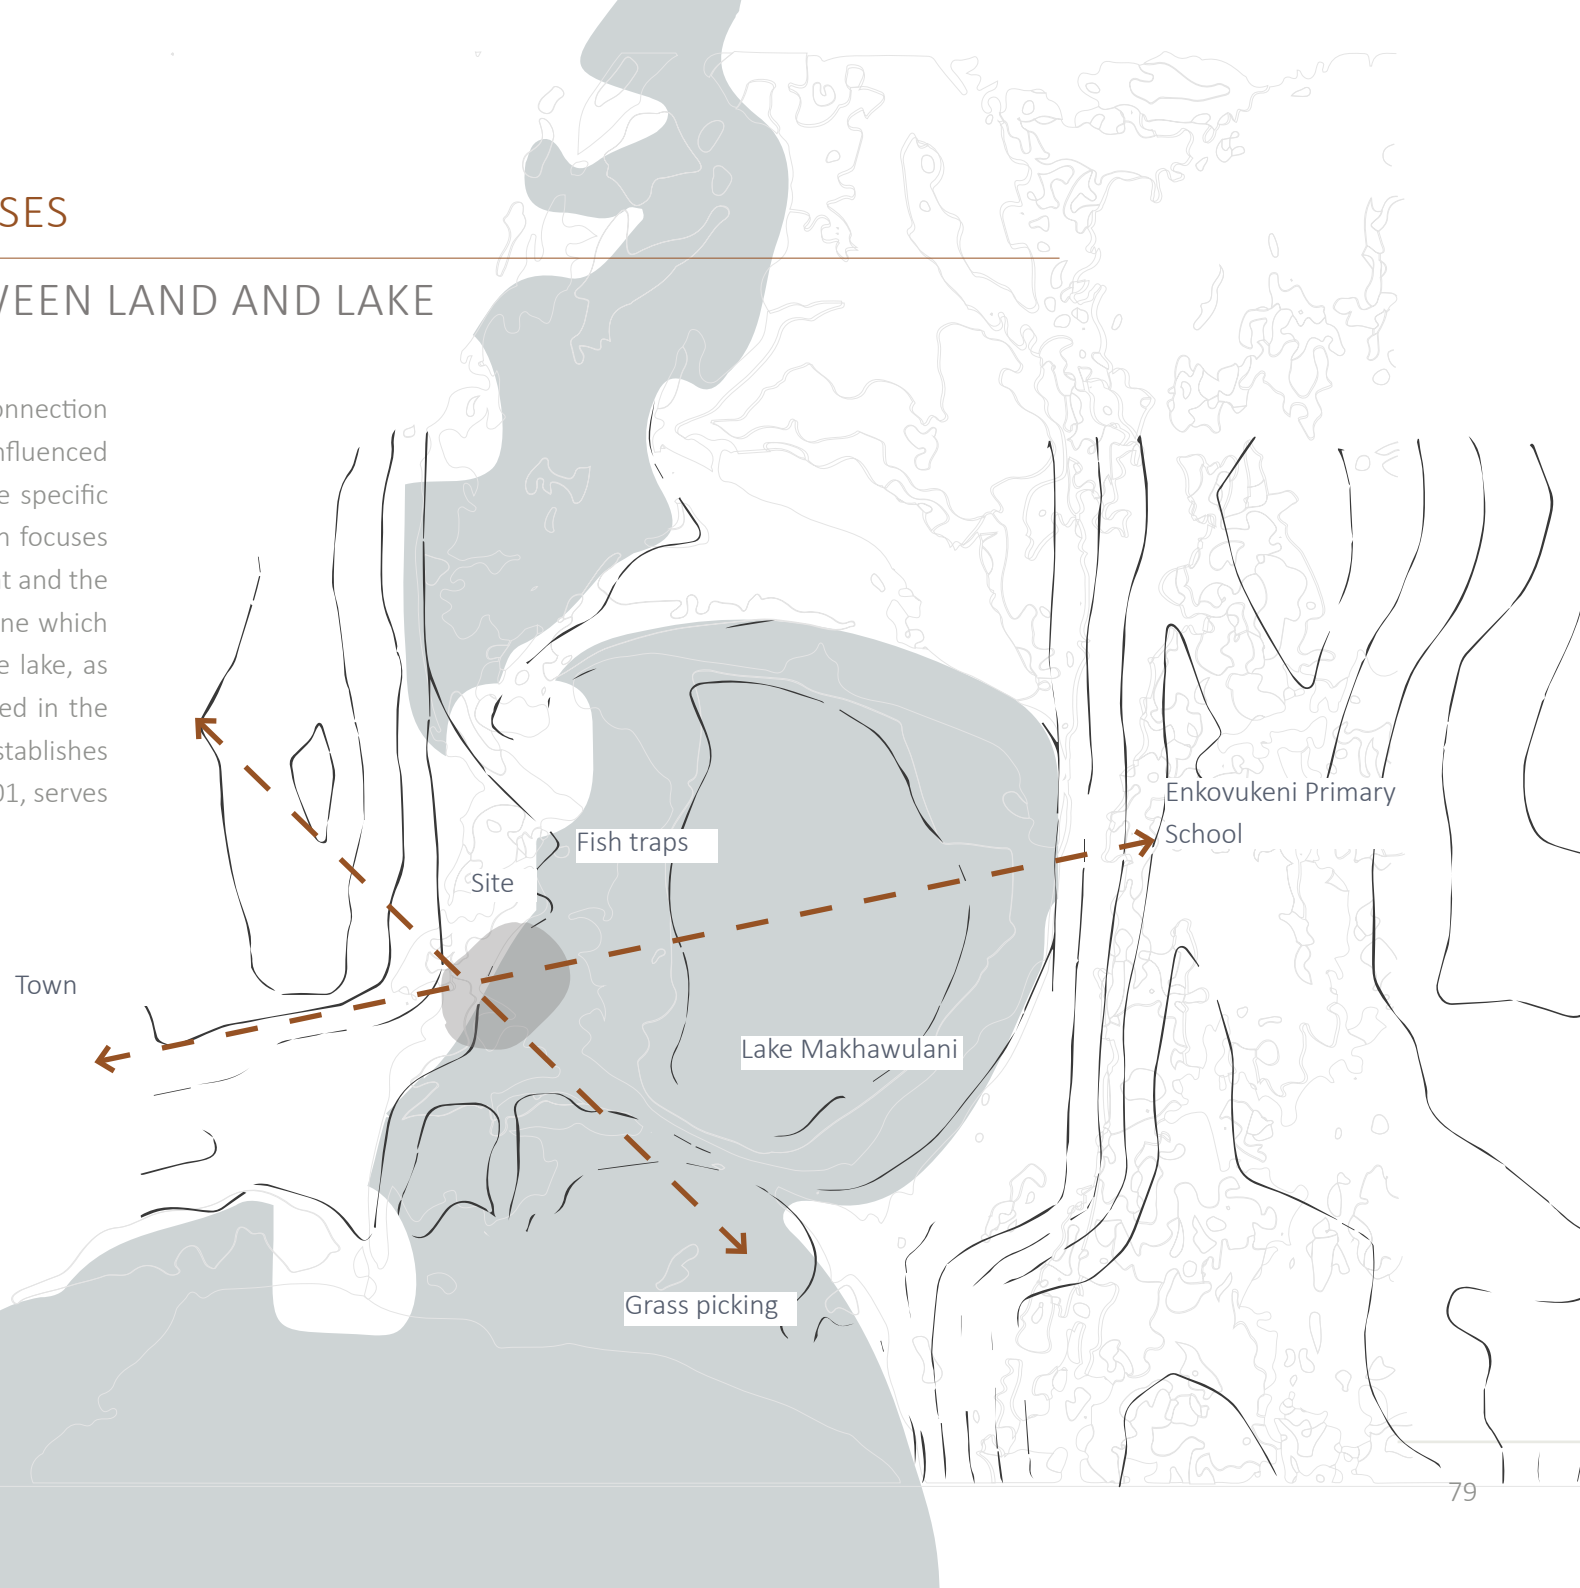 SES
VEEN LAND AND LAKE
onnection
nfluenced
e specific
n focuses
t and the
ne which
e lake, as
ed in the
stablishes
01, serves
Enkovukeni Primary
School
Fish traps
Site
Town
Lake Makhawulani
Grass picking
79